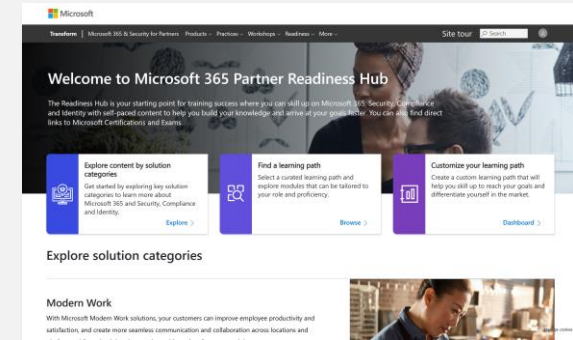 Microsoft
Transform | Microsoft 365 & Security for Partners Products Practices Workshops Readiness More Site tour Search
Welcome to Microsoft 365 Partner Readiness Hub
The Readiness Hub is your starting point for training success where you can skill up on Microsoft 365, Security, Compliance
and Identity with self-paced content to help you build your knowledge and arrive at your goals faster. You can also find direct
links to Microsoft Certifications and Exams
Explore content by solution
categories
Get started by exploring key solution
categories to learn more about
Microsoft 365 and Security, Compliance
and Identity.
Explore >
Find a learning path
Select a curated learning path and
explore modules that can be tailored to
your role and proficiency.
Browse >
Customize your learning path
Create a custom learning path that will
help you skill up to reach your goals and
differentiate yourself in the market.
Dashboard >
Explore solution categories
Modern Work
With Microsoft Modern Work solutions, your customers can improve employee productivity and
satisfaction, and create more seamless communication and collaboration across locations and